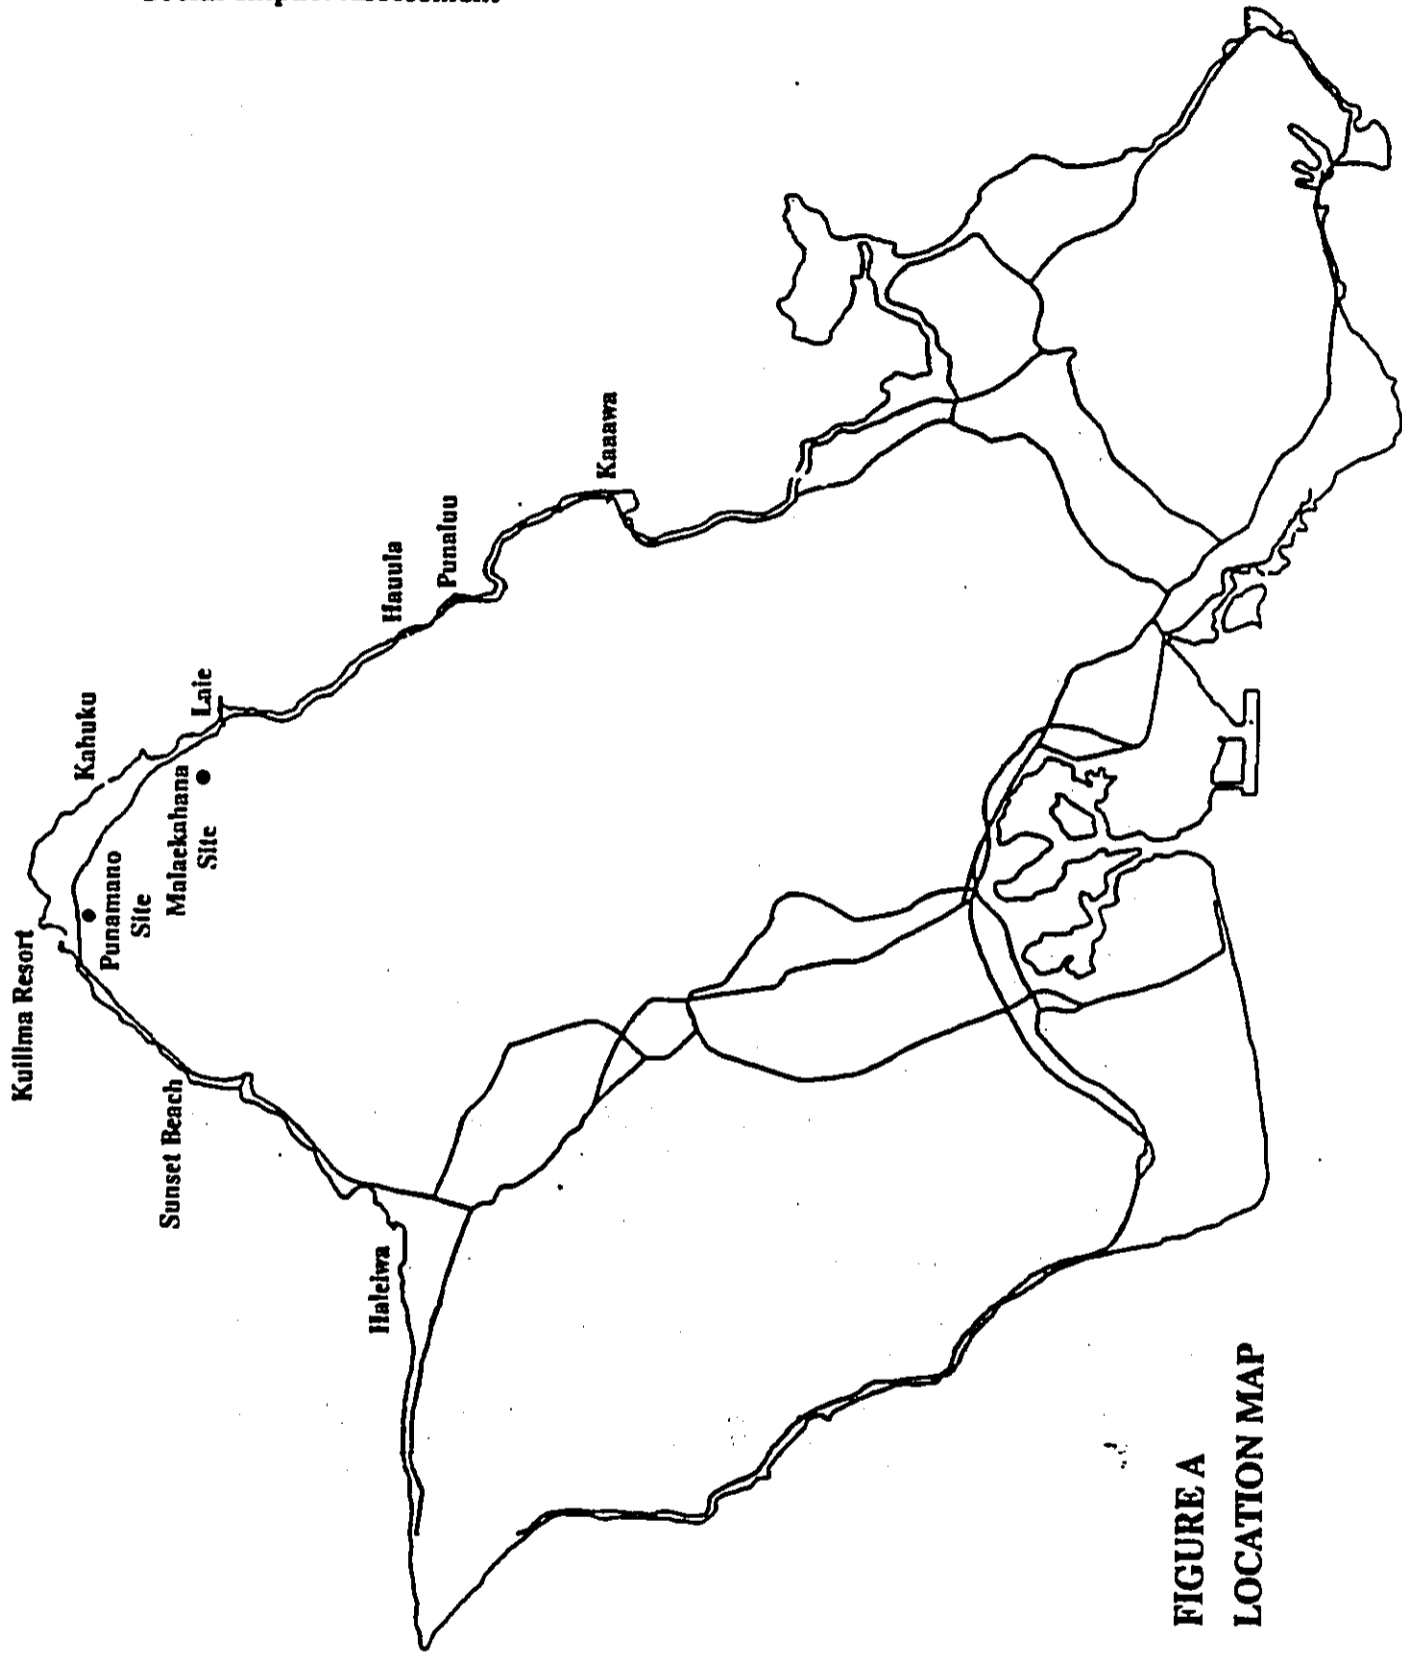 Kuilima Resort
Kahuku
Punamano
Site
Malaekahana
Site
Laie
Hauula
Punaluu
Kaaawa
Sunset Beach
Haleiwa
FIGURE A
LOCATION MAP